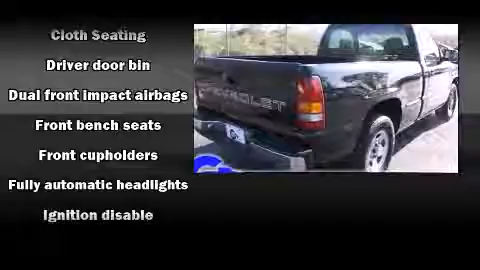 Cloth Seating
Driver door bin
Dual front impact airbags
Front bench seats
Front cupholders
Fully automatic headlights
Ignition disable
CHEVROLET